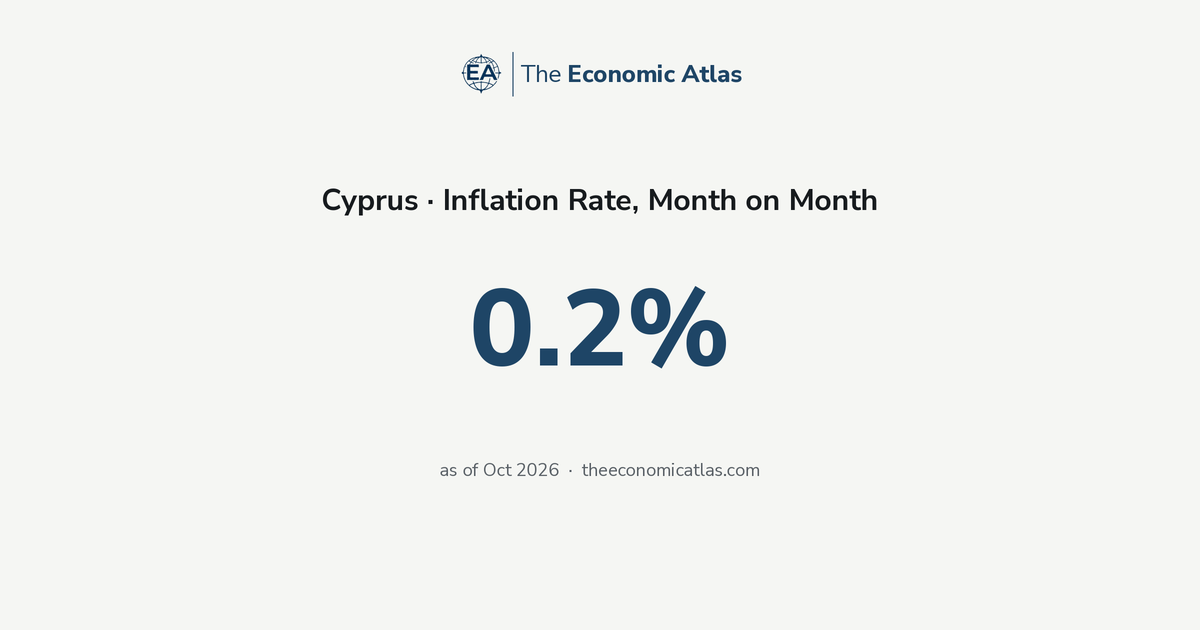 EA The Economic Atlas
Cyprus · Inflation Rate, Month on Month
0.2%
as of Oct 2026 · theeconomicatlas.com